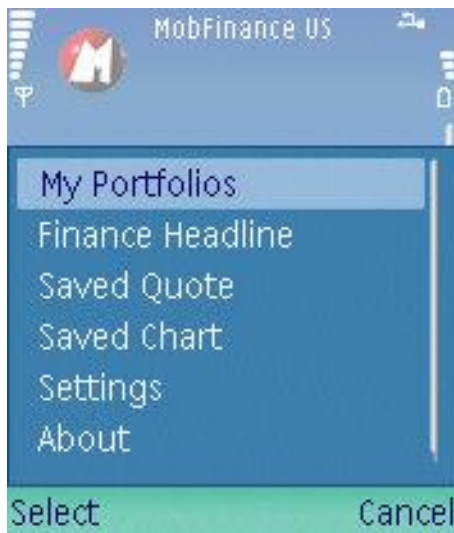 MobFinance US
M
My Portfolios
Finance Headline
Saved Quote
Saved Chart
Settings
About
Select Cancel